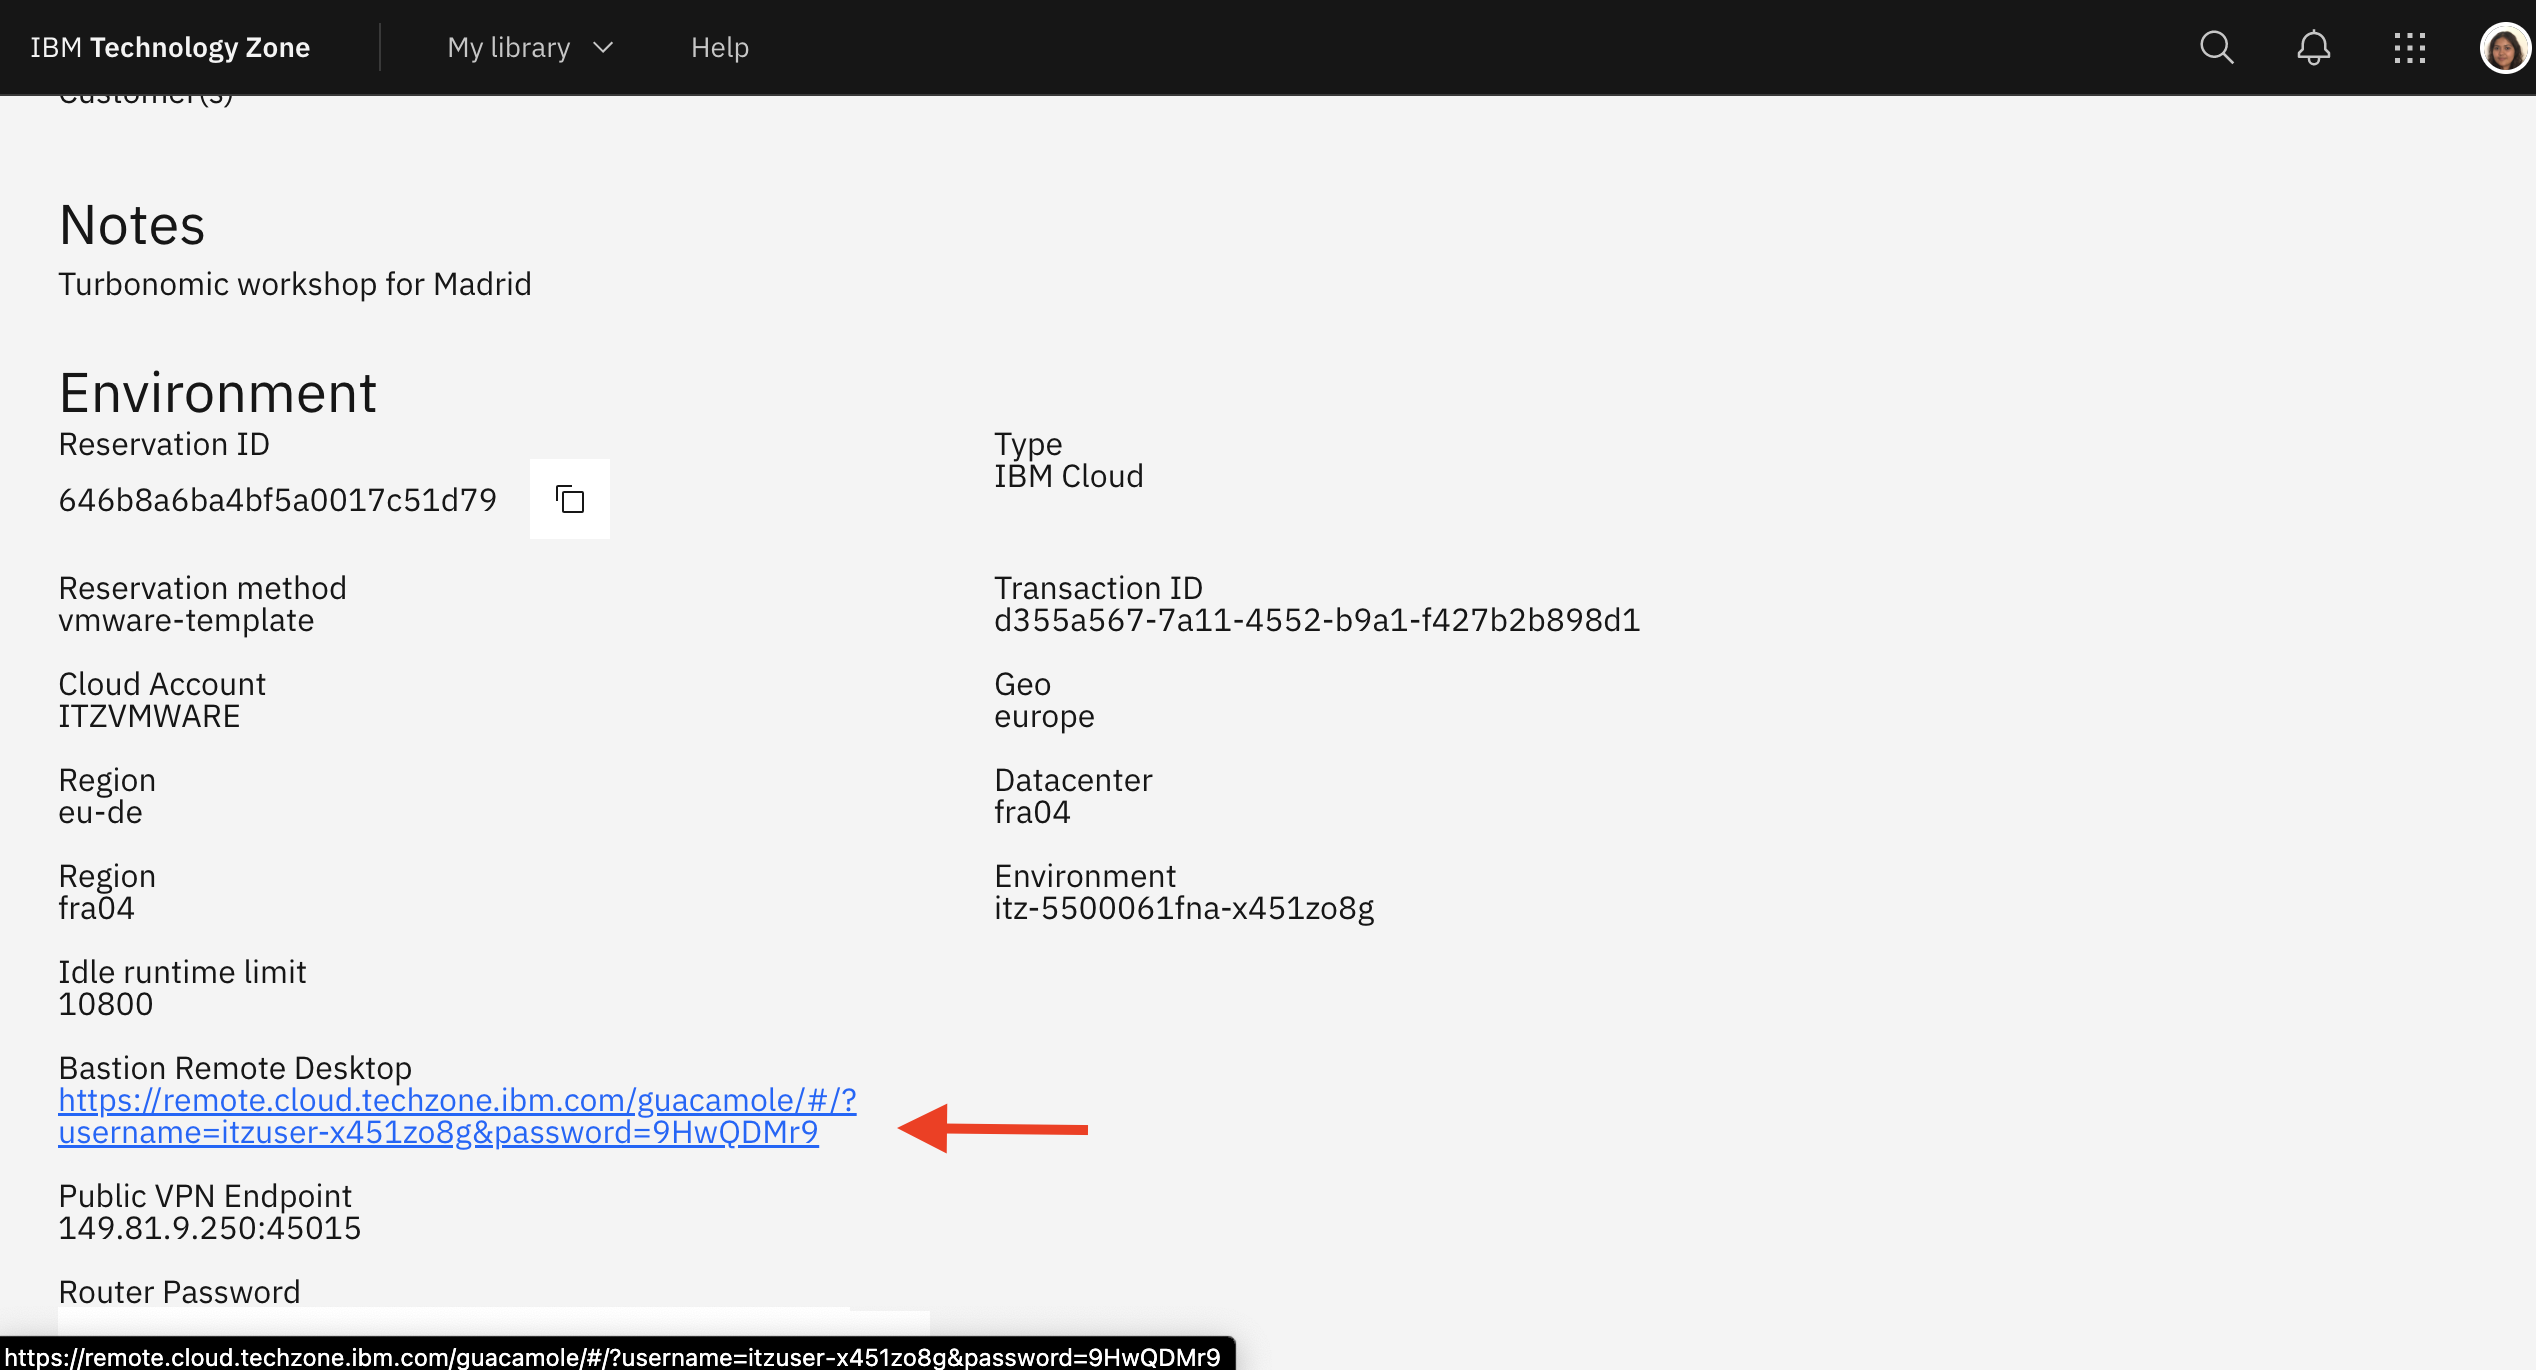 IBM Technology Zone
My library
Help
Customer(s)
Notes
Turbonomic workshop for Madrid
Environment
Reservation ID
646b8a6ba4bf5a0017c51d79
Type
IBM Cloud
Reservation method
vmware-template
Transaction ID
d355a567-7a11-4552-b9a1-f427b2b898d1
Cloud Account
ITZVMWARE
Geo
europe
Region
eu-de
Datacenter
fra04
Region
fra04
Environment
itz-5500061fna-x451zo8g
Idle runtime limit
10800
Bastion Remote Desktop
https://remote.cloud.techzone.ibm.com/guacamole/#/?
username=itzuser-x451zo8g&password=9HwQDMr9
Public VPN Endpoint
149.81.9.250:45015
Router Password
https://remote.cloud.techzone.ibm.com/guacamole/#/?username=itzuser-x451zo8g&password=9HwQDMr9